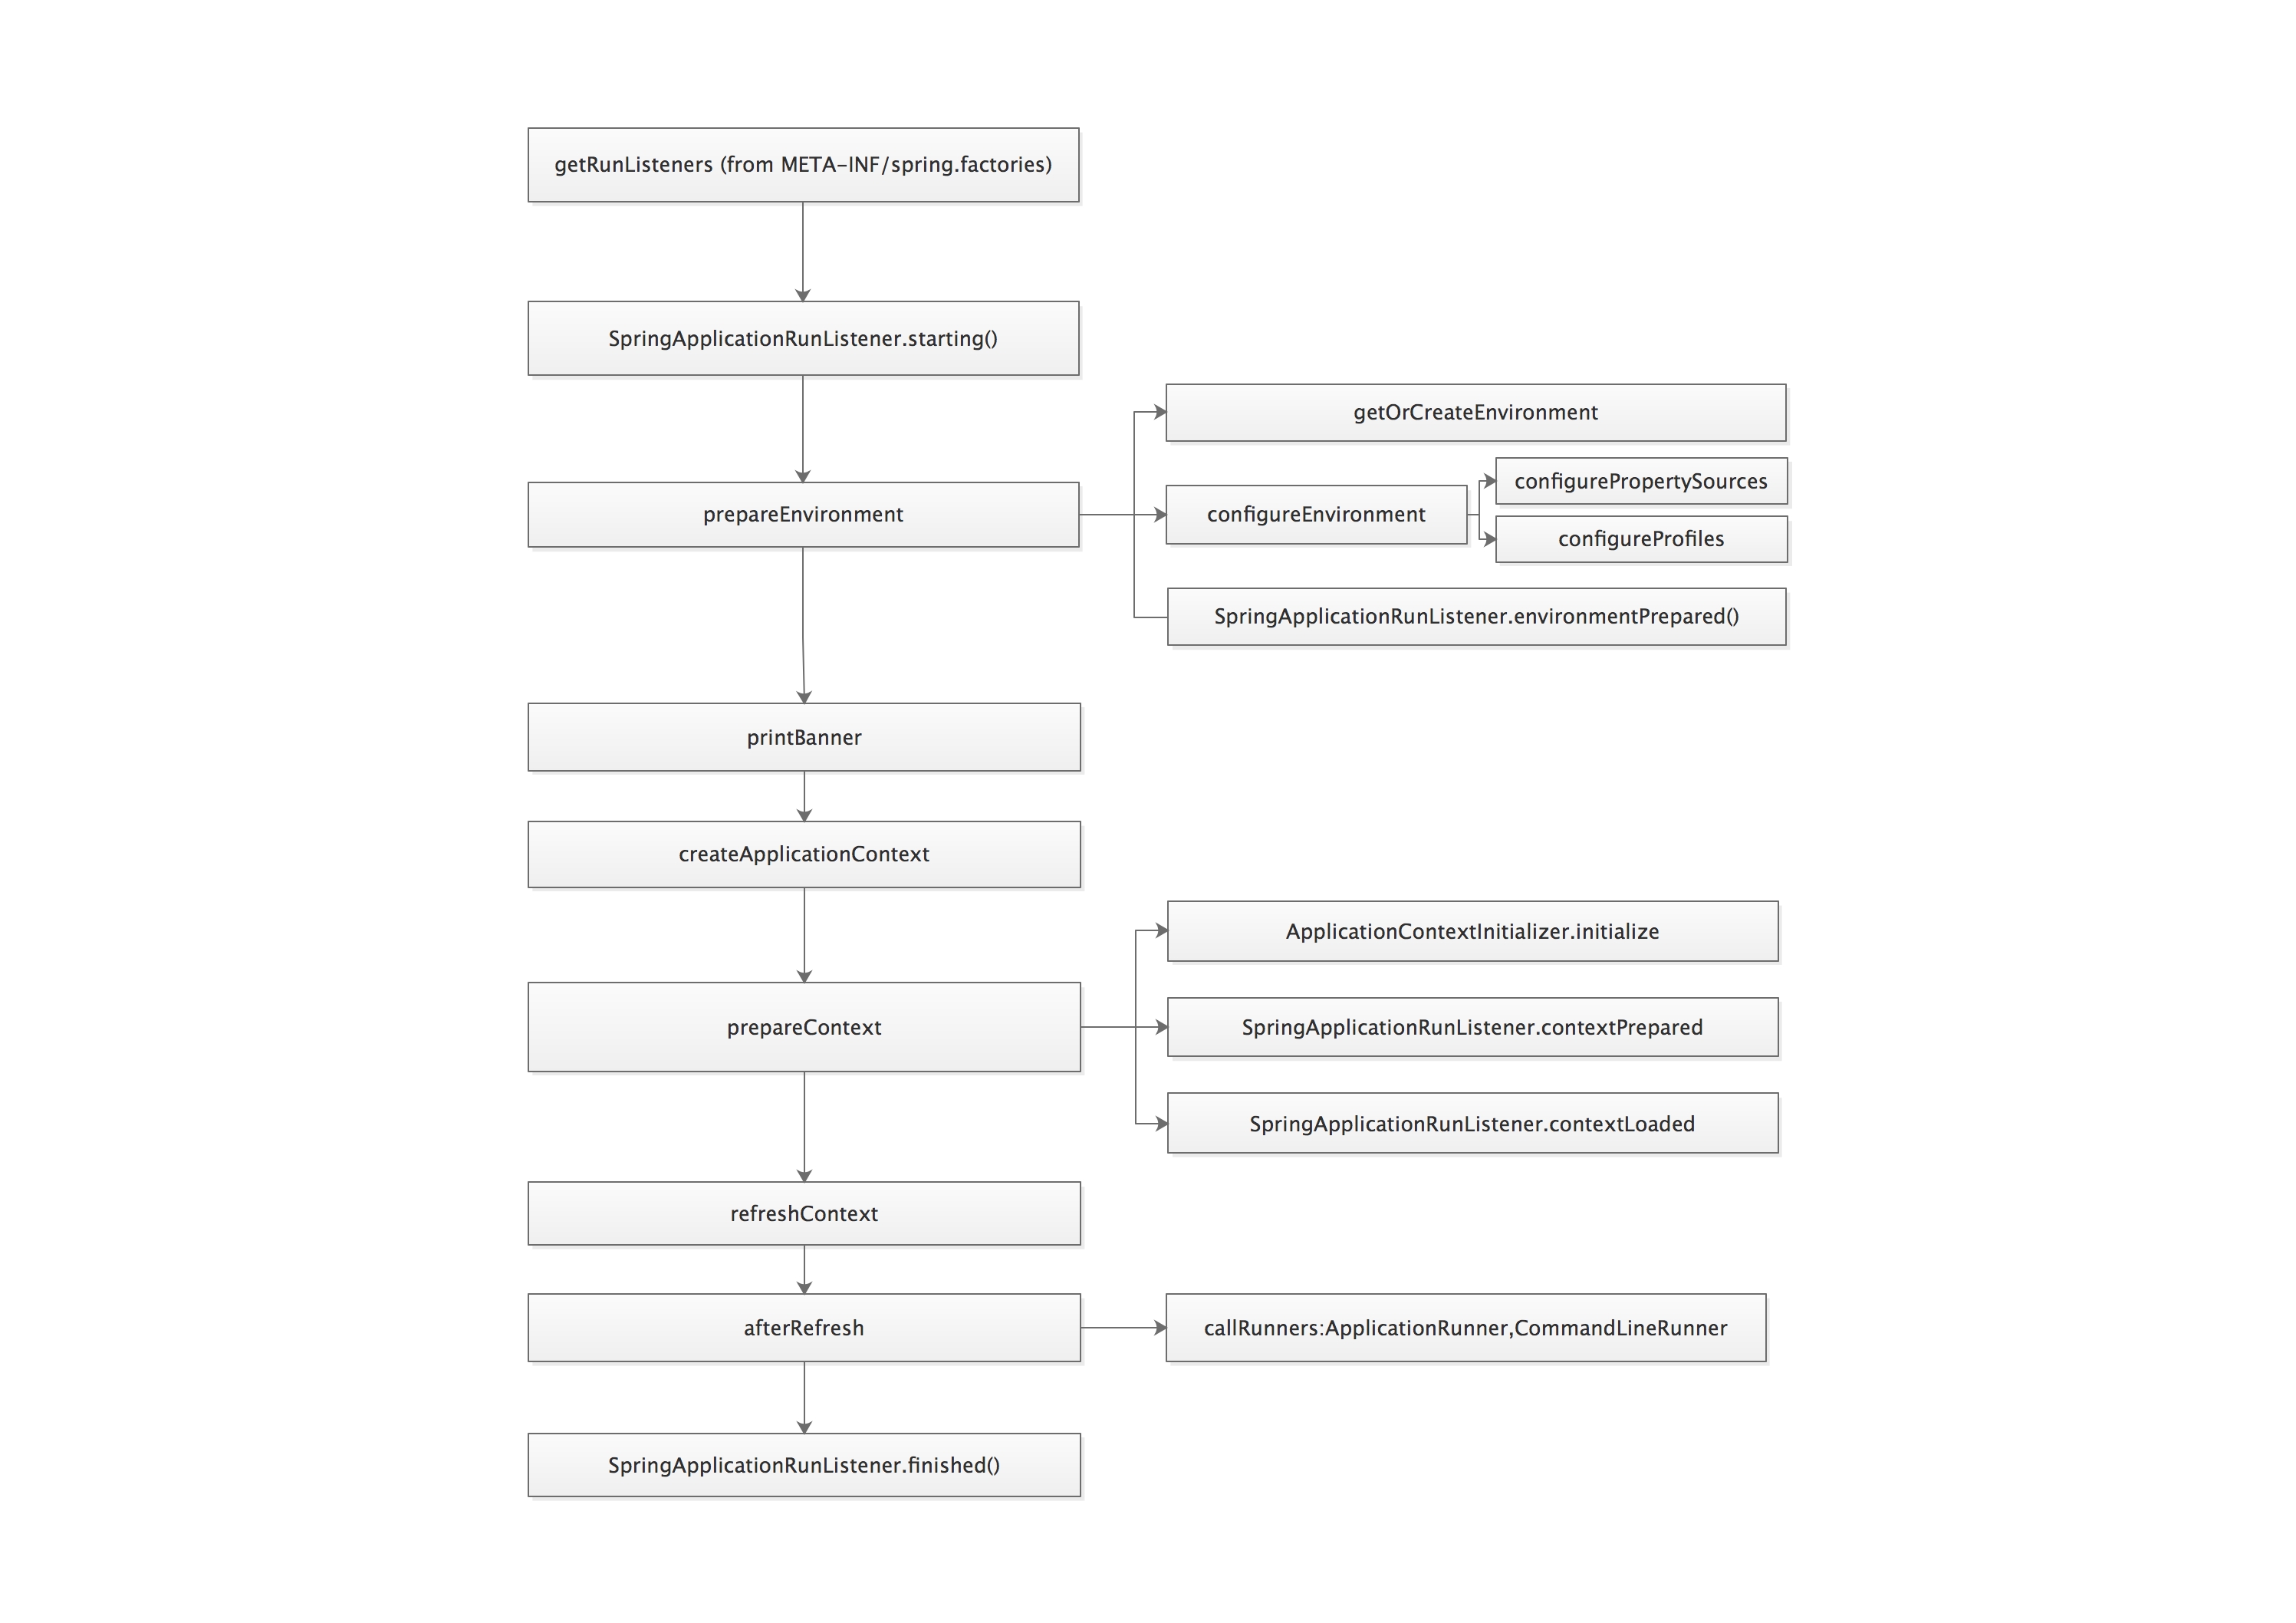 getRunListeners (from META-INF/spring.factories)
SpringApplicationRunListener.starting()
prepareEnvironment
getOrCreateEnvironment
configureEnvironment
configurePropertySources
configureProfiles
SpringApplicationRunListener.environmentPrepared()
printBanner
createApplicationContext
prepareContext
ApplicationContextInitializer.initialize
SpringApplicationRunListener.contextPrepared
SpringApplicationRunListener.contextLoaded
refreshContext
afterRefresh
callRunners:ApplicationRunner,CommandLineRunner
SpringApplicationRunListener.finished()